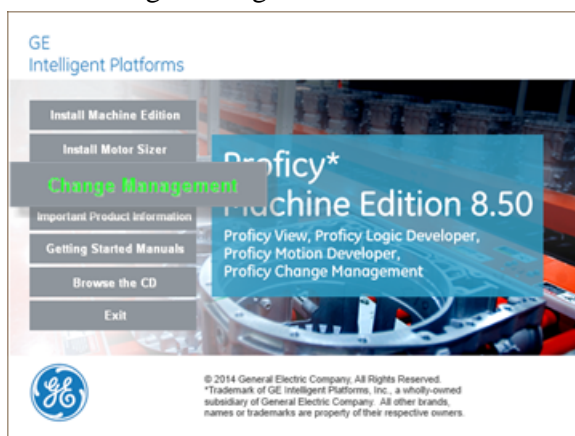 GE
Intelligent Platforms
Install Machine Edition
Install Motor Sizer
Change Management
Important Product Information
Getting Started Manuals
Browse the CD
Exit
Proficy*
Machine Edition 8.50
Proficy View, Proficy Logic Developer,
Proficy Motion Developer,
Proficy Change Management
© 2014 General Electric Company, All Rights Reserved.
*Trademark of GE Intelligent Platforms, Inc., a wholly-owned
subsidiary of General Electric Company. All other brands,
names or trademarks are property of their respective owners.